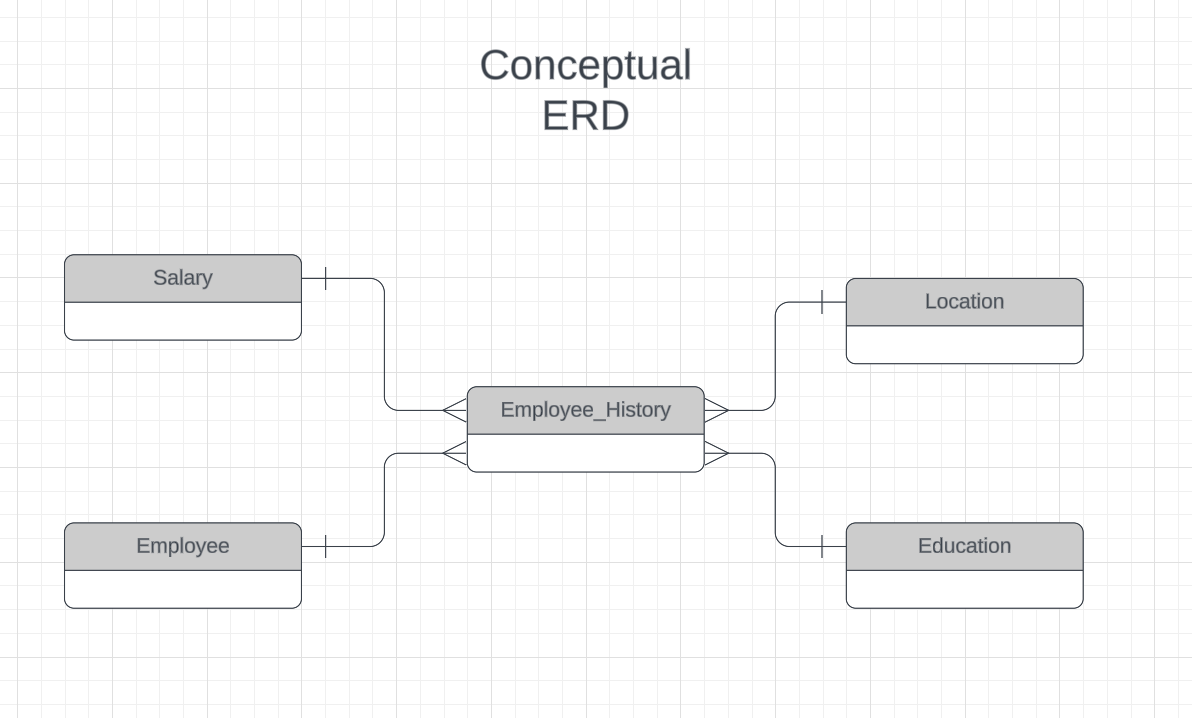 Conceptual
ERD
Salary
Location
Employee_History
Employee
Education